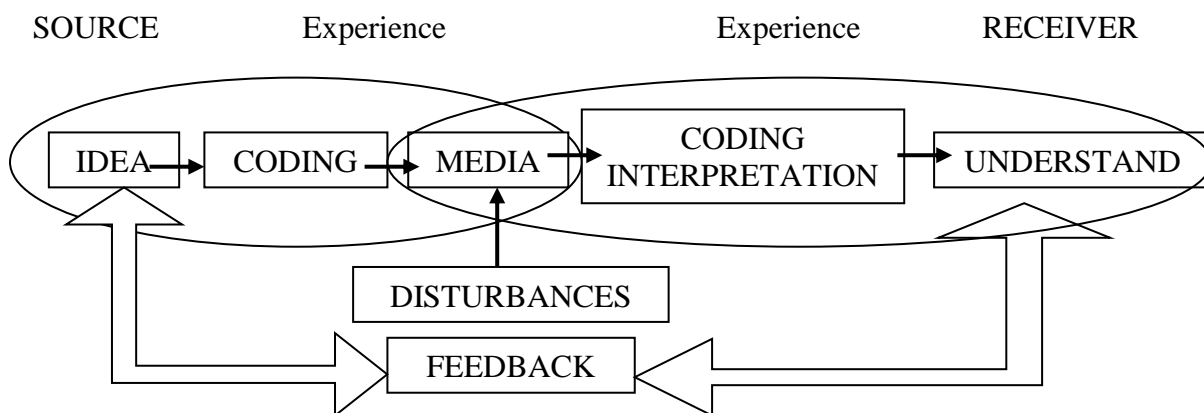 SOURCE Experience Experience RECEIVER
IDEA CODING MEDIA CODING INTERPRETATION UNDERSTAND
DISTURBANCES
FEEDBACK